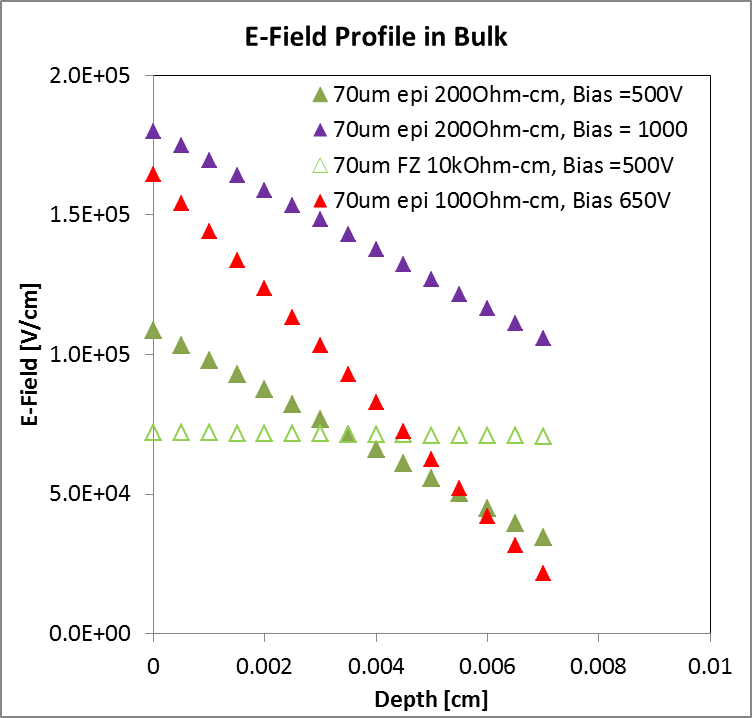 E-Field Profile in Bulk
2.0E+05
1.5E+05
1.0E+05
5.0E+04
0.0E+00
E-Field [V/cm]
70um epi 200Ohm-cm, Bias =500V
70um epi 200Ohm-cm, Bias = 1000
70um FZ 10kOhm-cm, Bias =500V
70um epi 100Ohm-cm, Bias 650V
0 0.002 0.004 0.006 0.008 0.01
Depth [cm]